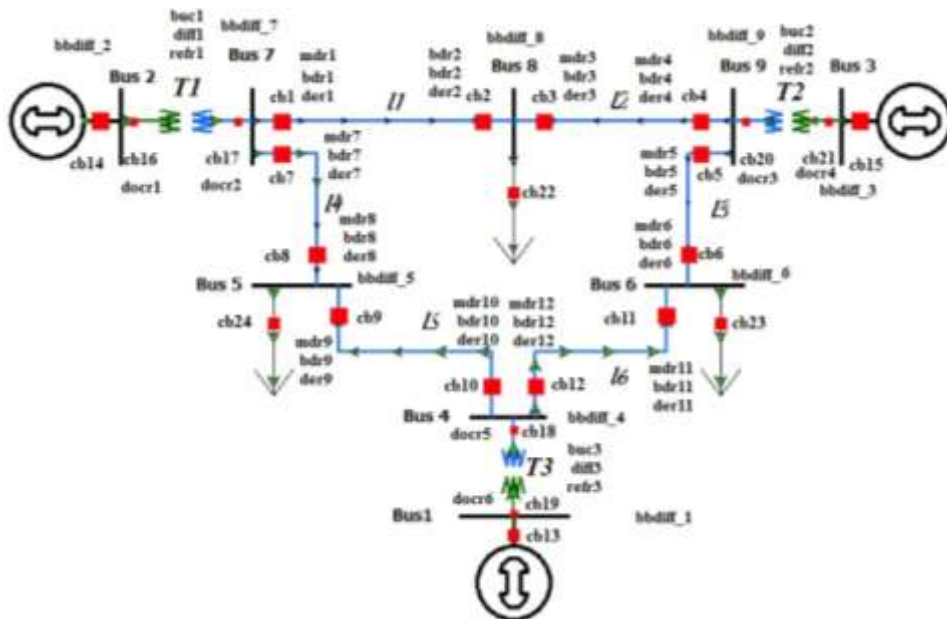 bbdiff_2
buc1
diff1
refr1
bbdiff_7
Bus 2
T1
Bus 7
mdr1
bdr1
der1
cb1
l1
bdr2
bdr2
der2
cb2
bbdiff_8
Bus 8
cb3
mdr3
bdr3
der3
l2
mdr4
bdr4
der4
cb4
bbdiff_9
Bus 9
buc2
diff2
refr2
T2
Bus 3
cb14
cb16
docr1
cb17
docr2
cb7
mdr7
bdr7
der7
l4
mdr8
bdr8
der8
cb8
cb22
mdr5
bdr5
der5
cb5
cb20
docr3
cb21
docr4
cb15
bbdiff_3
l3
mdr6
bdr6
der6
cb6
Bus 5
bbdiff_5
Bus 6
bbdiff_6
cb24
cb9
mdr9
bdr9
der9
l5
mdr10
bdr10
der10
mdr12
bdr12
der12
cb11
cb23
cb10
cb12
l6
mdr11
bdr11
der11
Bus 4
docr5
cb18
bbdiff_4
T3
buc3
diff3
refr3
docr6
cb19
Bus1
bbdiff_1
cb13